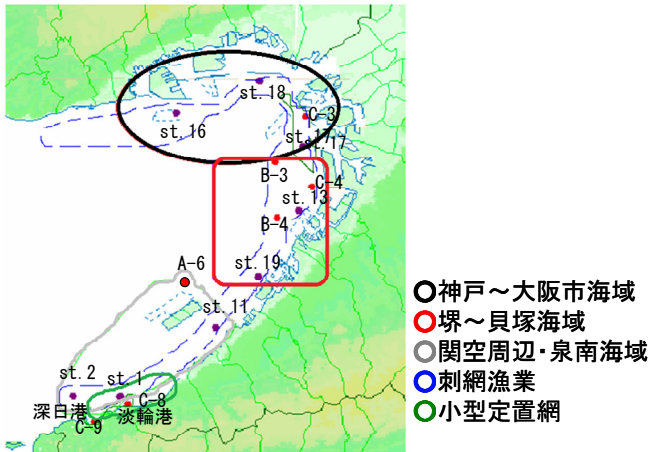 st.18
st.16
C-3
st.17
st.17
B-3
C-4
st.13
B-4
A-6
st.19
st.11
st.2
st.1
C-8
深日港
淡輪港
C-9
神戸～大阪市海域
堺～貝塚海域
関空周辺・泉南海域
刺網漁業
小型定置網